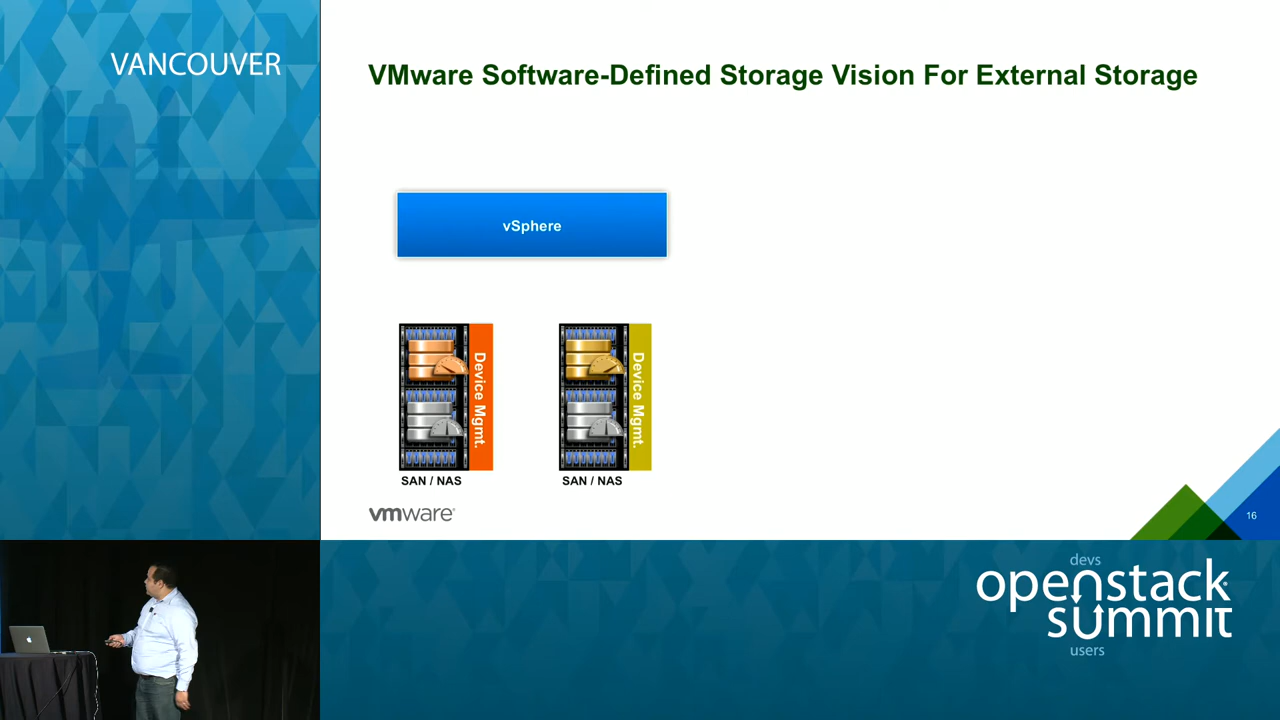 VANCOUVER
VMware Software-Defined Storage Vision For External Storage
vSphere
Device Mgmt.
Device Mgmt.
SAN / NAS
SAN / NAS
vmware
16
devs
openstack
summit
users